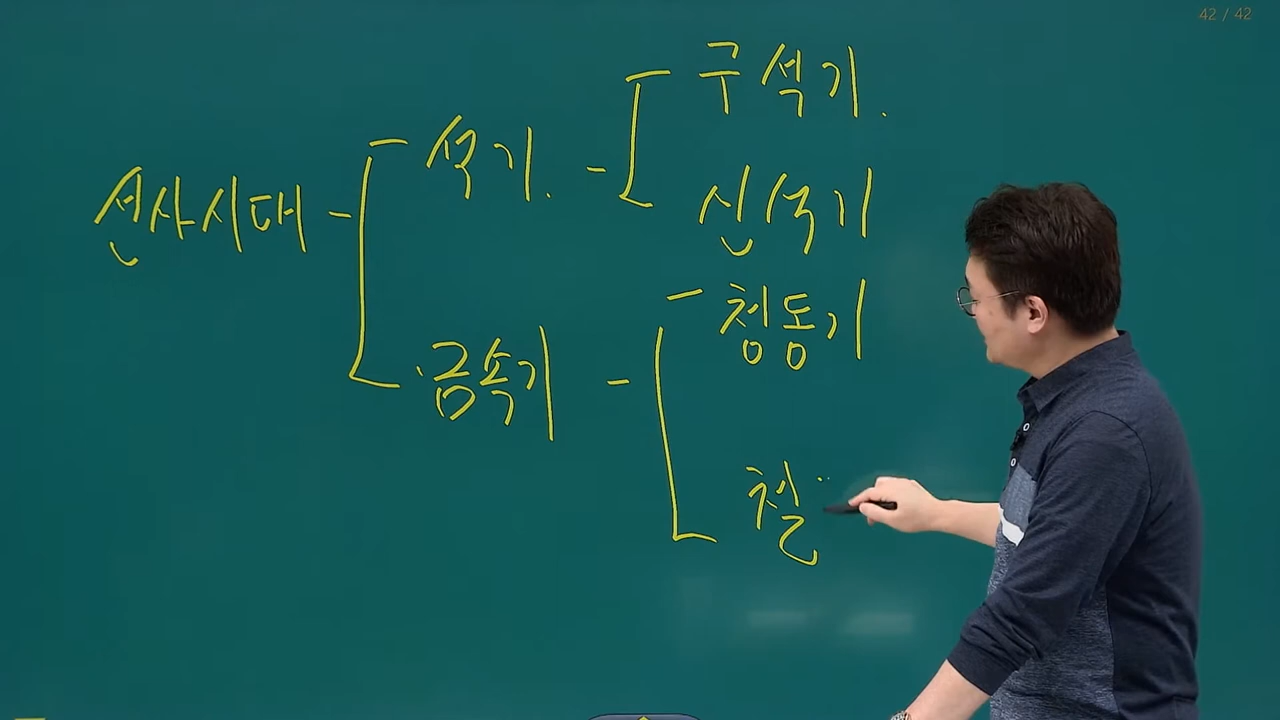 42 / 42
구석기.
석기.
신석기
선사시대
청동기
금속기
철